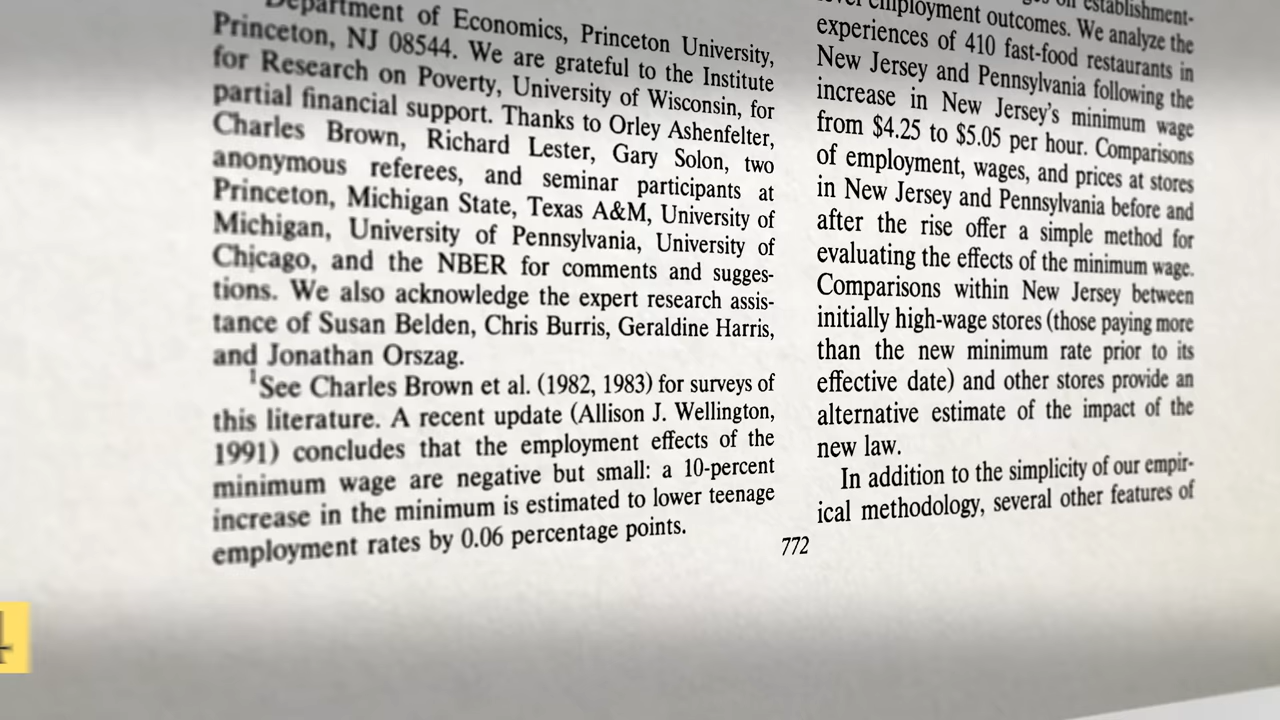 Department of Economics, Princeton University,
Princeton, NJ 08544. We are grateful to the Institute
for Research on Poverty, University of Wisconsin, for
partial financial support. Thanks to Orley Ashenfelter,
Charles Brown, Richard Lester, Gary Solon, two
anonymous referees, and seminar participants at
Princeton, Michigan State, Texas A&M, University of
Michigan, University of Pennsylvania, University of
Chicago, and the NBER for comments and sugges-
tions. We also acknowledge the expert research assis-
tance of Susan Belden, Chris Burris, Geraldine Harris,
and Jonathan Orszag.
¹See Charles Brown et al. (1982, 1983) for surveys of
this literature. A recent update (Allison J. Wellington,
1991) concludes that the employment effects of the
minimum wage are negative but small: a 10-percent
increase in the minimum is estimated to lower teenage
employment rates by 0.06 percentage points.
on establishment-
employment outcomes. We analyze the
experiences of 410 fast-food restaurants in
New Jersey and Pennsylvania following the
increase in New Jersey's minimum wage
from $4.25 to $5.05 per hour. Comparisons
of employment, wages, and prices at stores
in New Jersey and Pennsylvania before and
after the rise offer a simple method for
evaluating the effects of the minimum wage.
Comparisons within New Jersey between
initially high-wage stores (those paying more
than the new minimum rate prior to its
effective date) and other stores provide an
alternative estimate of the impact of the
new law.
In addition to the simplicity of our empir-
ical methodology, several other features of
772